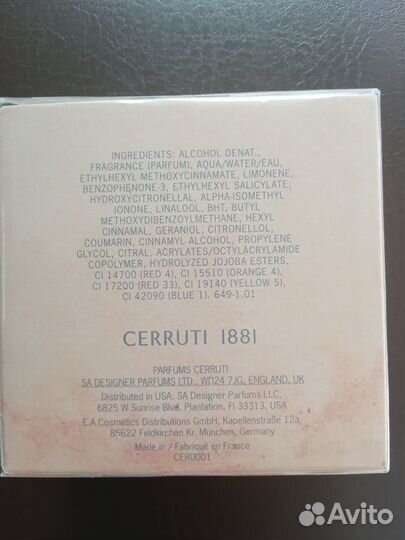 INGREDIENTS: ALCOHOL DENAT.,
FRAGRANCE (PARFUM), AQUA/WATER/EAU,
ETHYLHEXYL METHOXYCINNAMATE, LIMONENE,
BENZOPHENONE-3, ETHYLHEXYL SALICYLATE,
HYDROXYCITRONELLAL, ALPHA-ISOMETHYL
IONONE, LINALOOL, BHT, BUTYL
METHOXYDIBENZOYLMETHANE, HEXYL
CINNAMAL, GERANIOL, CITRONELLOL,
COUMARIN, CINNAMYL ALCOHOL, PROPYLENE
GLYCOL, CITRAL, ACRYLATES/OCTYLACRYLAMIDE
COPOLYMER, HYDROLYZED JOJOBA ESTERS,
CI 14700 (RED 4), CI 15510 (ORANGE 4),
CI 17200 (RED 33), CI 19140 (YELLOW 5),
CI 42090 (BLUE 1). 649-1.01
CERRUTI 1881
PARFUMS CERRUTI
SA DESIGNER PARFUMS LTD., WD24 7JG, ENGLAND, UK
Distributed in USA: SA Designer Parfums LLC,
6825 W Sunrise Blvd, Plantation, Fl 33313, USA
E.A.Cosmetics Distributions GmbH, Kapellenstraße 12a,
85622 Feldkirchen Kr. München, Germany
Made in / Fabriqué en France
CER0001
Avito